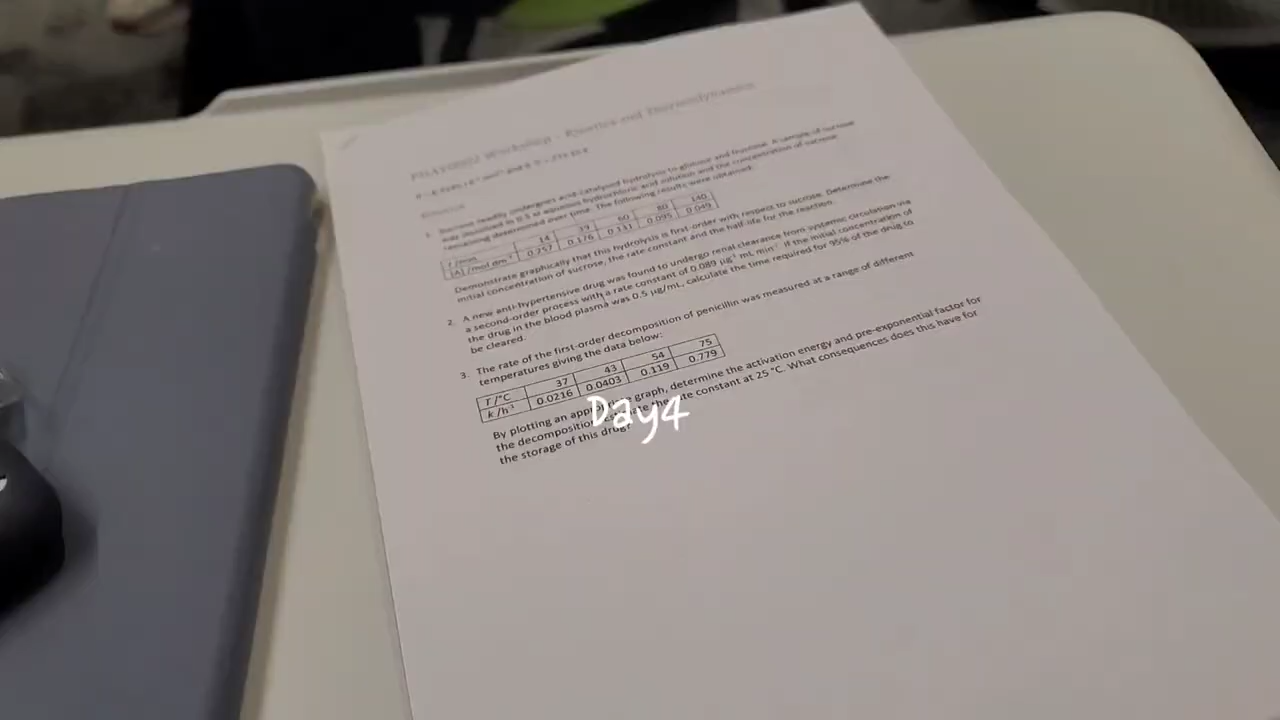 Workshop - Kinetics and Thermodynamics
1. Sucrose readily undergoes acid-catalysed hydrolysis to glucose and fructose. A sample of sucrose
was dissolved in 0.5 M aqueous hydrochloric acid solution and the concentration of sucrose
remaining determined over time. The following results were obtained:
t /min 14 39 60 80 140
[A] /mol dm⁻³ 0.257 0.176 0.131 0.095 0.049
Demonstrate graphically that this hydrolysis is first-order with respect to sucrose. Determine the
initial concentration of sucrose, the rate constant and the half-life for the reaction.
2. A new anti-hypertensive drug was found to undergo renal clearance from systemic circulation via
a second-order process with a rate constant of 0.089 µg⁻¹ mL min⁻¹. If the initial concentration of
the drug in the blood plasma was 0.5 µg/mL, calculate the time required for 95% of the drug to
be cleared.
3. The rate of the first-order decomposition of penicillin was measured at a range of different
temperatures giving the data below:
T /°C 37 43 54 75
k /h⁻¹ 0.0216 0.0403 0.119 0.779
By plotting an appropriate graph, determine the activation energy and pre-exponential factor for
the decomposition. the rate constant at 25 °C. What consequences does this have for
the storage of this drug?
Day4